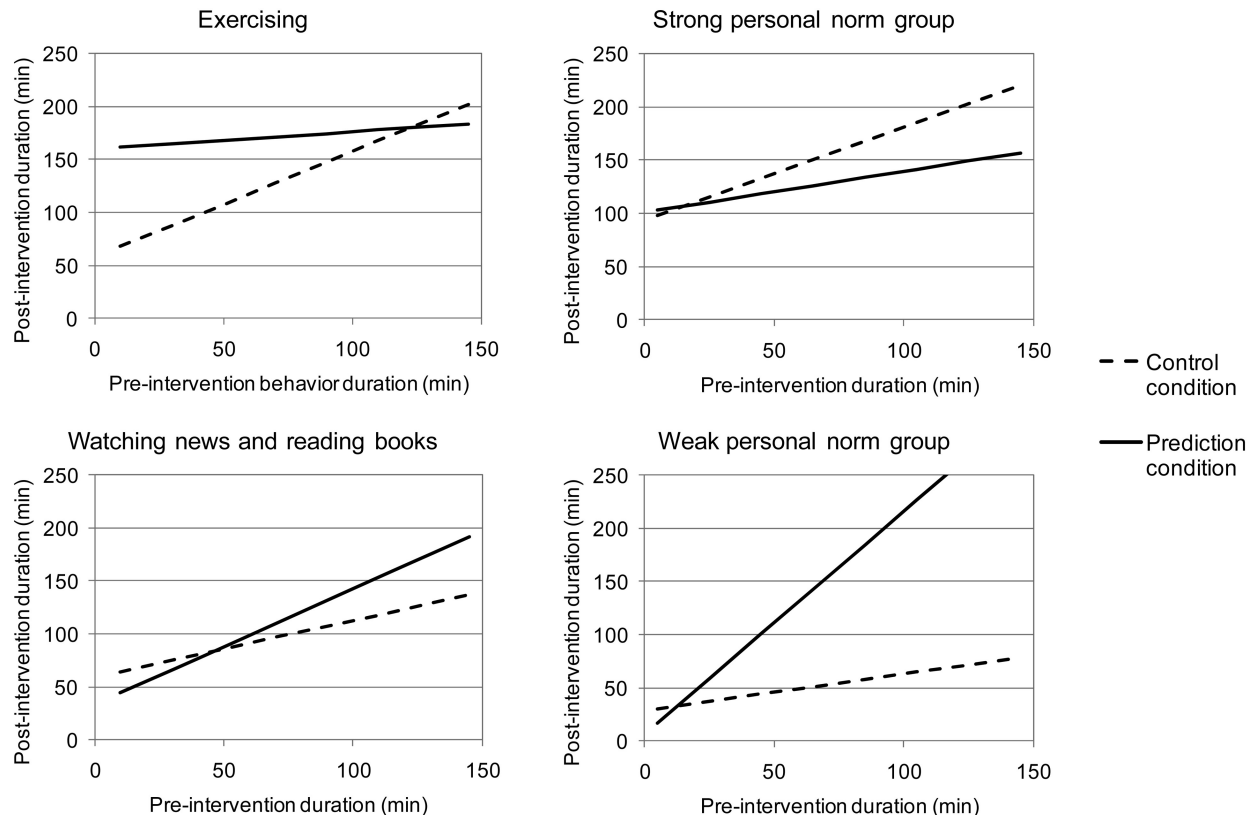 Exercising
250
200
150
100
50
0
0 50 100 150
Post-intervention duration (min)
Pre-intervention behavior duration (min)
Strong personal norm group
250
200
150
100
50
0
0 50 100 150
Post-intervention duration (min)
Pre-intervention duration (min)
Watching news and reading books
250
200
150
100
50
0
0 50 100 150
Post-intervention duration (min)
Pre-intervention duration (min)
Weak personal norm group
250
200
150
100
50
0
0 50 100 150
Post-intervention duration (min)
Pre-intervention duration (min)
Control
condition
Prediction
condition